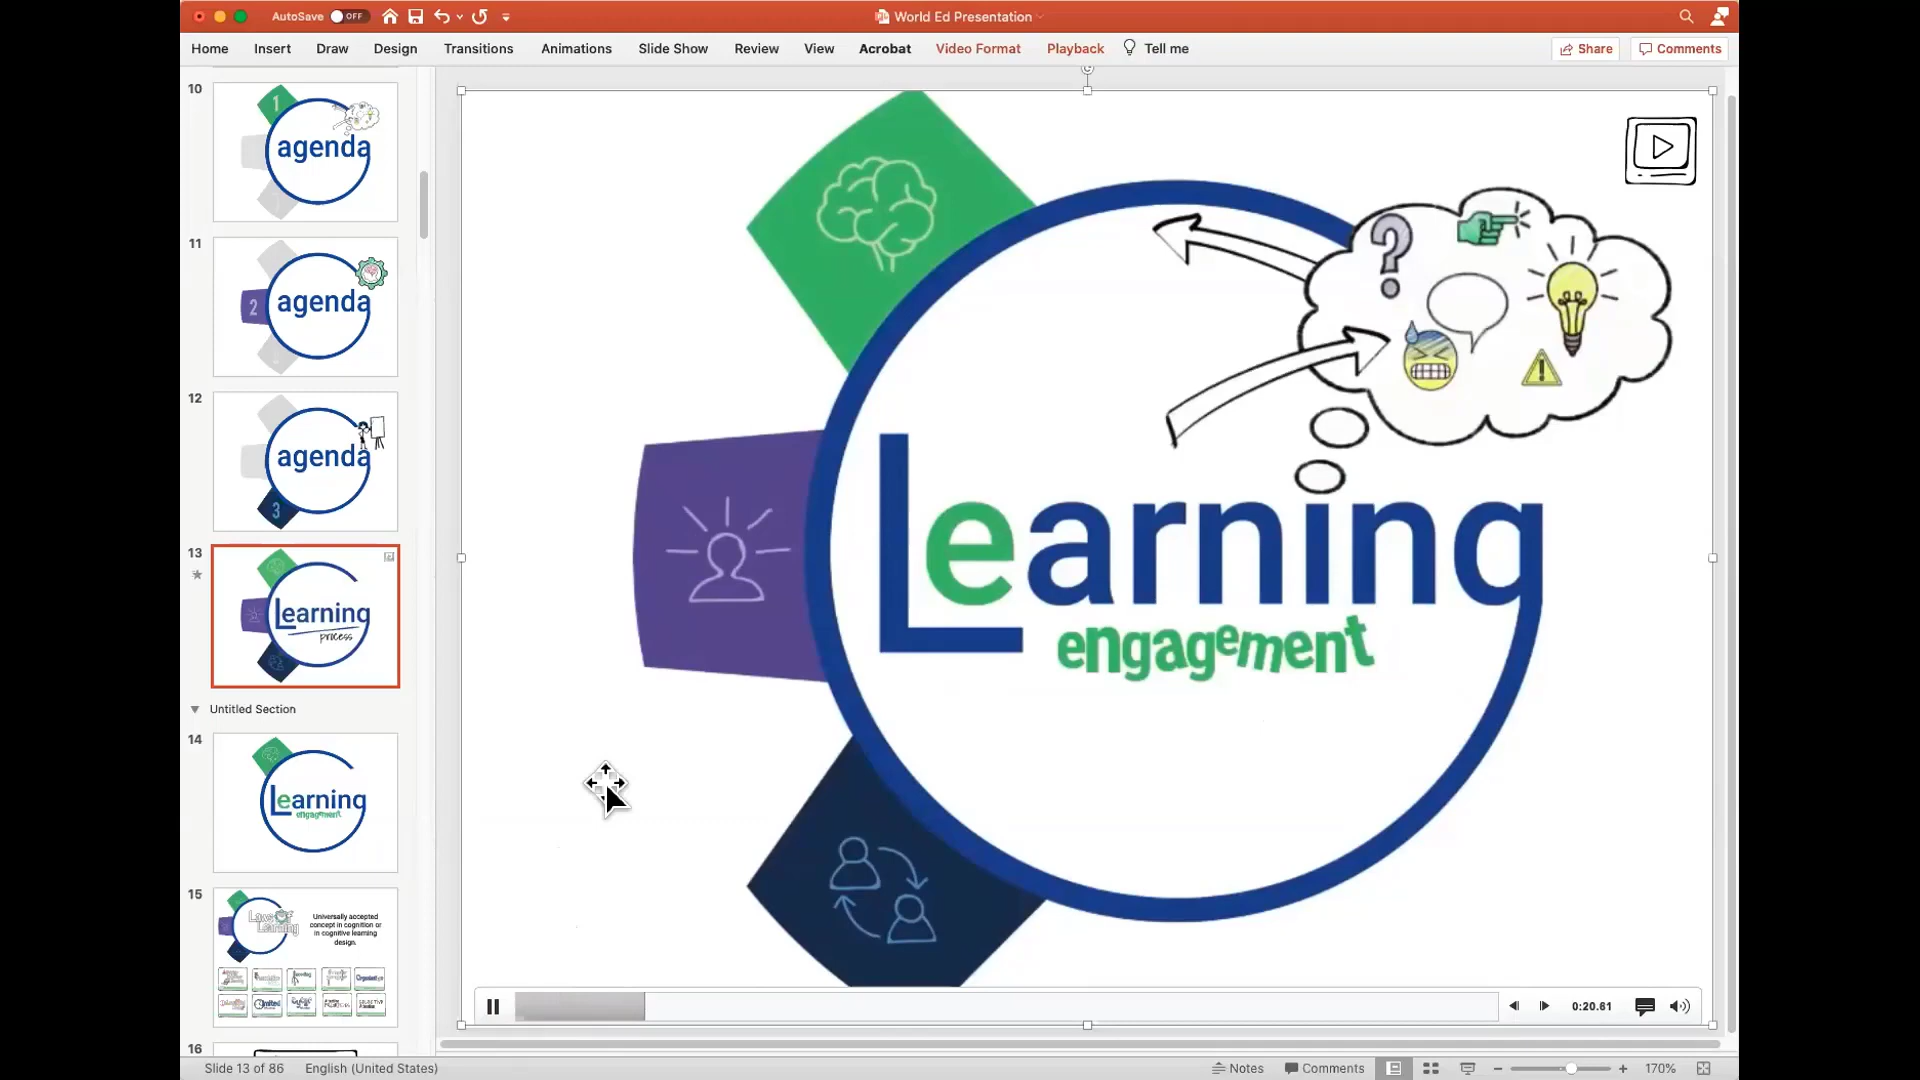 AutoSave OFF
World Ed Presentation
Home Insert Draw Design Transitions Animations Slide Show Review View Acrobat Video Format Playback Tell me
Share Comments
10
1
agenda
11
2
agenda
12
agenda
3
13
Learning
process
Untitled Section
14
Learning
engagement
15
Laws of
Learning
Universally accepted
concept in cognition or
in cognitive learning
design.
16
?
!
Learning
engagement
0:20.61
Slide 13 of 86 English (United States)
Notes Comments 170%